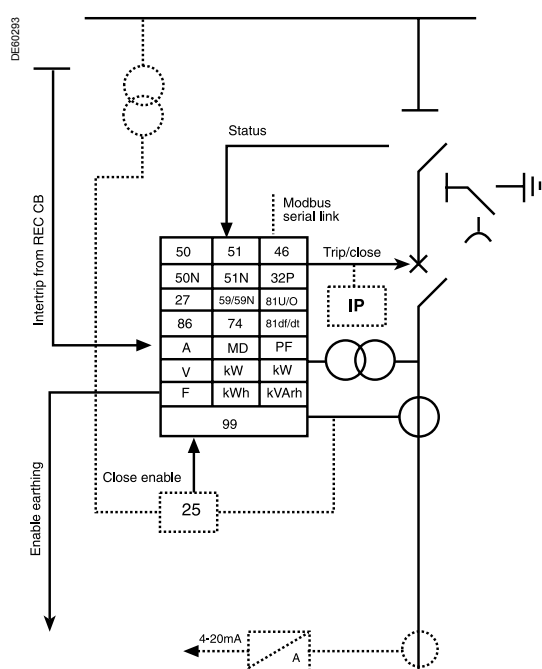 DE60293
Status
Modbus
serial link
Intertrip from REC CB
50 51 46
Trip/close
50N 51N 32P
27 59/59N 81U/O
IP
86 74 81df/dt
A MD PF
V kW kW
F kWh kVArh
99
Close enable
25
Enable earthing
4-20mA
A